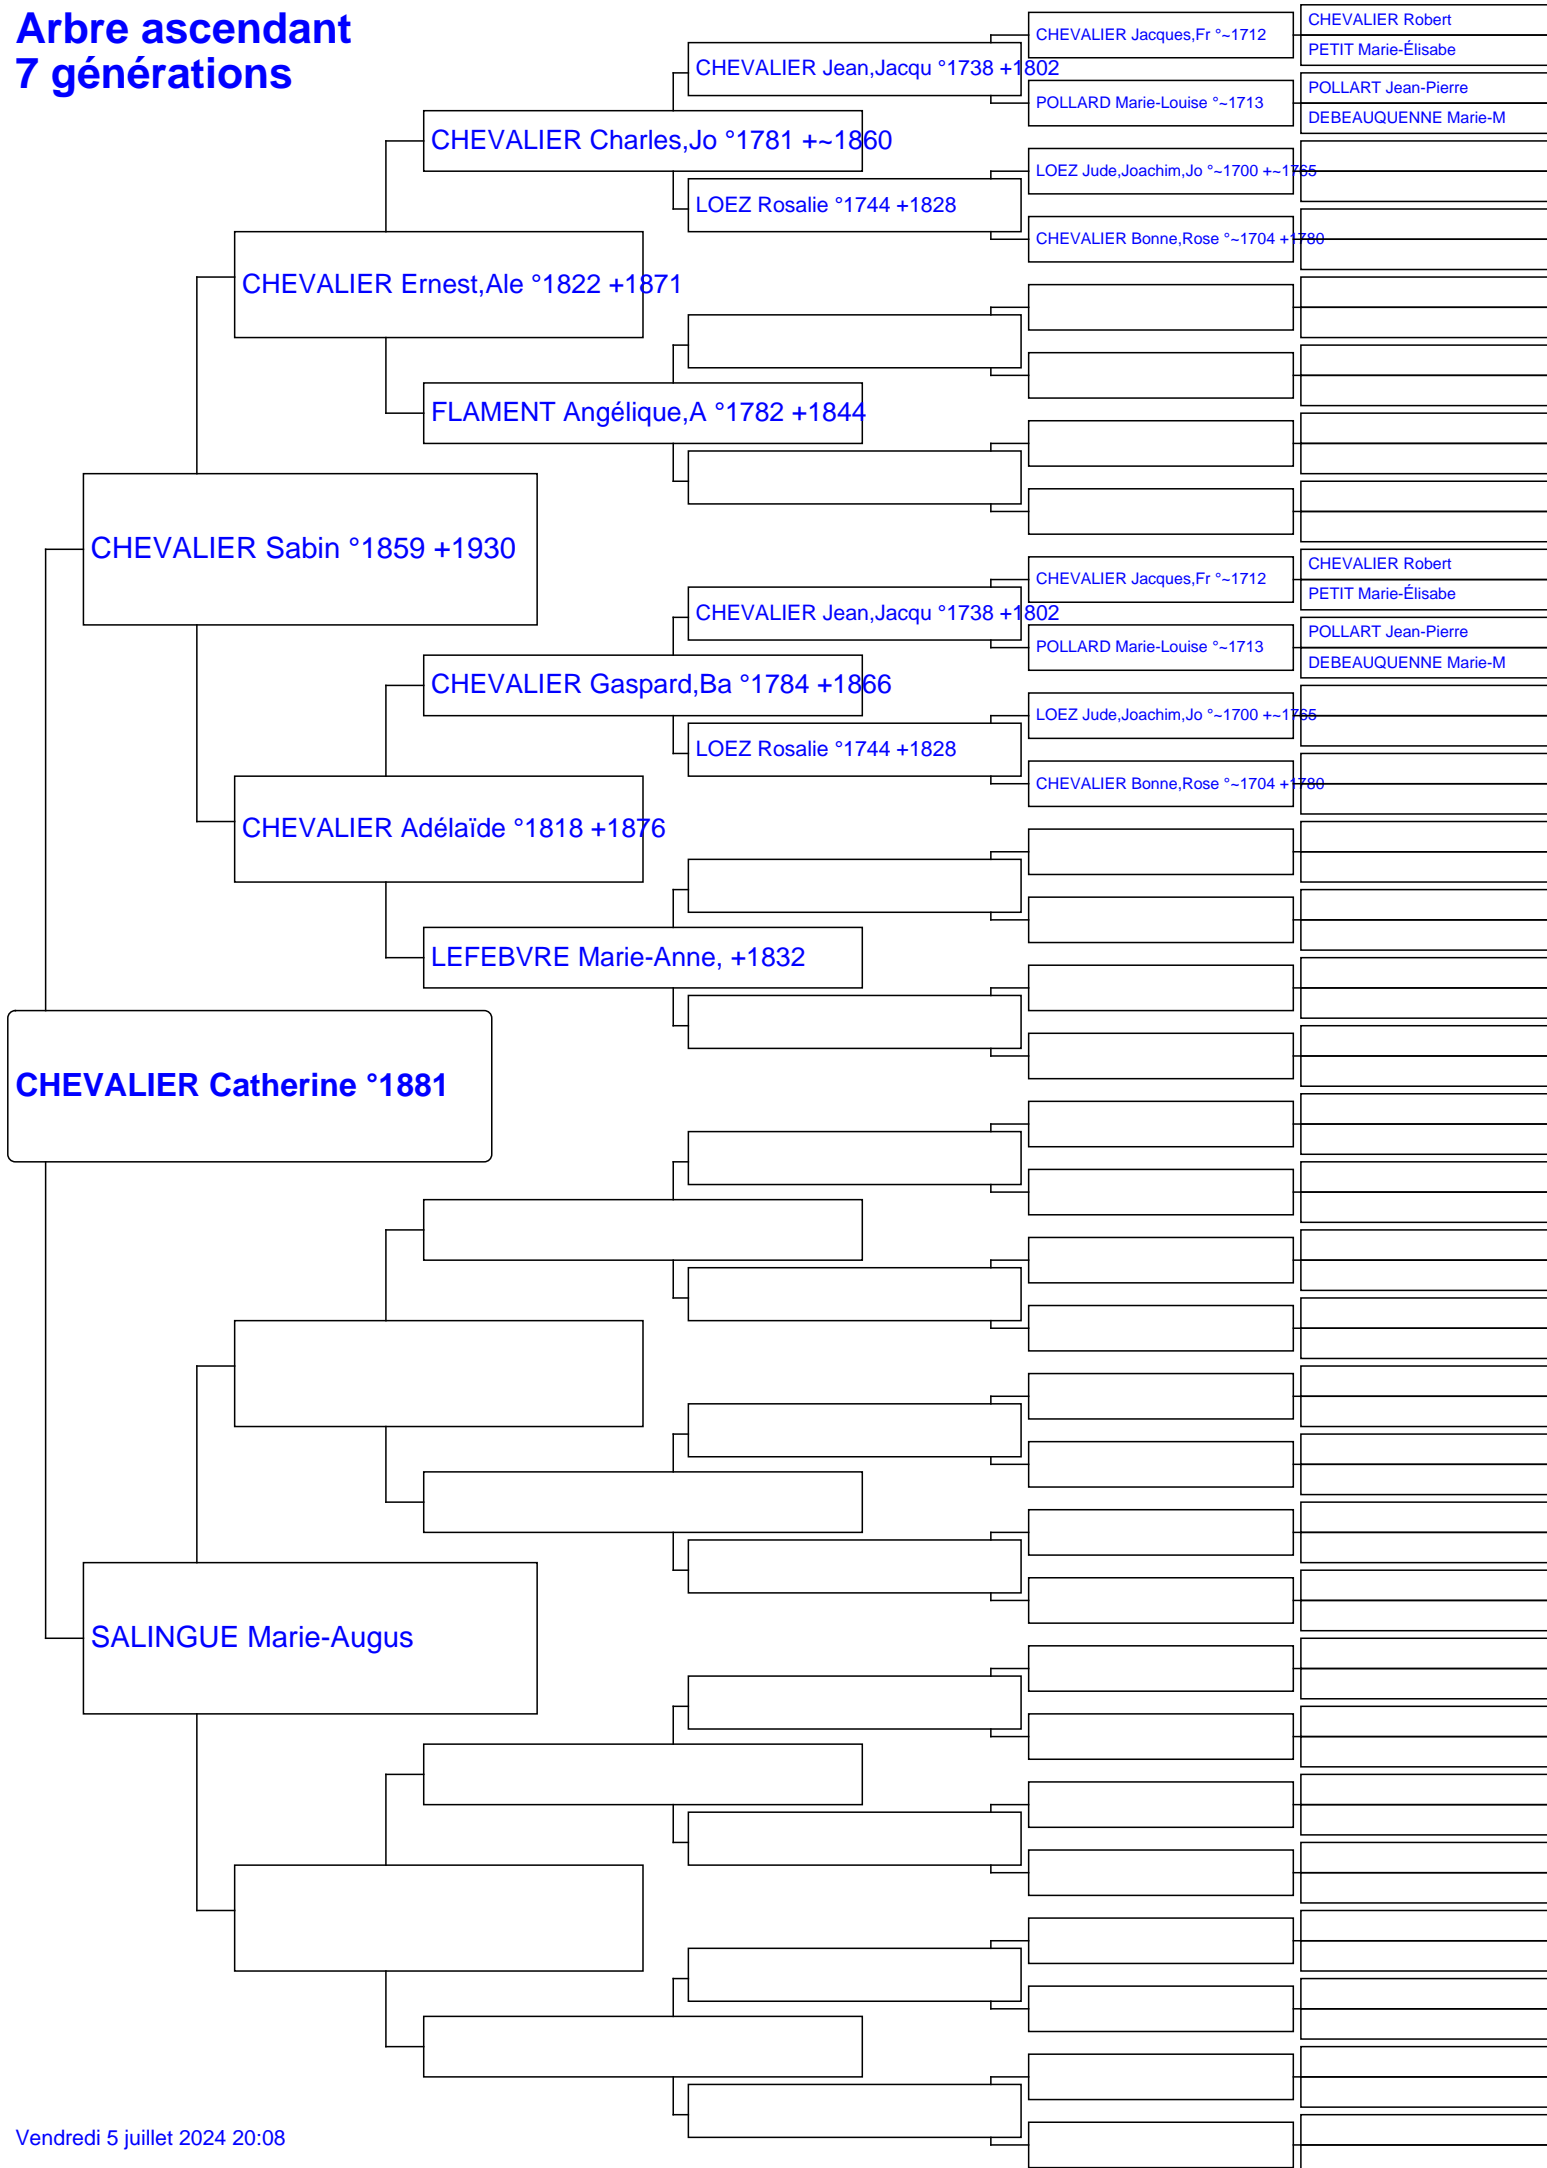 Arbre ascendant
7 générations
CHEVALIER Robert
CHEVALIER Jacques,Fr °~1712
PETIT Marie-Élisabe
CHEVALIER Jean,Jacqu °1738 +1802
POLLART Jean-Pierre
POLLARD Marie-Louise °~1713
DEBEAUQUENNE Marie-M
CHEVALIER Charles,Jo °1781 +~1860
LOEZ Jude,Joachim,Jo °~1700 +~1765
LOEZ Rosalie °1744 +1828
CHEVALIER Bonne,Rose °~1704 +1780
CHEVALIER Ernest,Ale °1822 +1871
FLAMENT Angélique,A °1782 +1844
CHEVALIER Sabin °1859 +1930
CHEVALIER Robert
CHEVALIER Jacques,Fr °~1712
PETIT Marie-Élisabe
CHEVALIER Jean,Jacqu °1738 +1802
POLLART Jean-Pierre
POLLARD Marie-Louise °~1713
DEBEAUQUENNE Marie-M
CHEVALIER Gaspard,Ba °1784 +1866
LOEZ Jude,Joachim,Jo °~1700 +~1765
LOEZ Rosalie °1744 +1828
CHEVALIER Bonne,Rose °~1704 +1780
CHEVALIER Adélaïde °1818 +1876
LEFEBVRE Marie-Anne, +1832
CHEVALIER Catherine °1881
SALINGUE Marie-Augus
Vendredi 5 juillet 2024 20:08